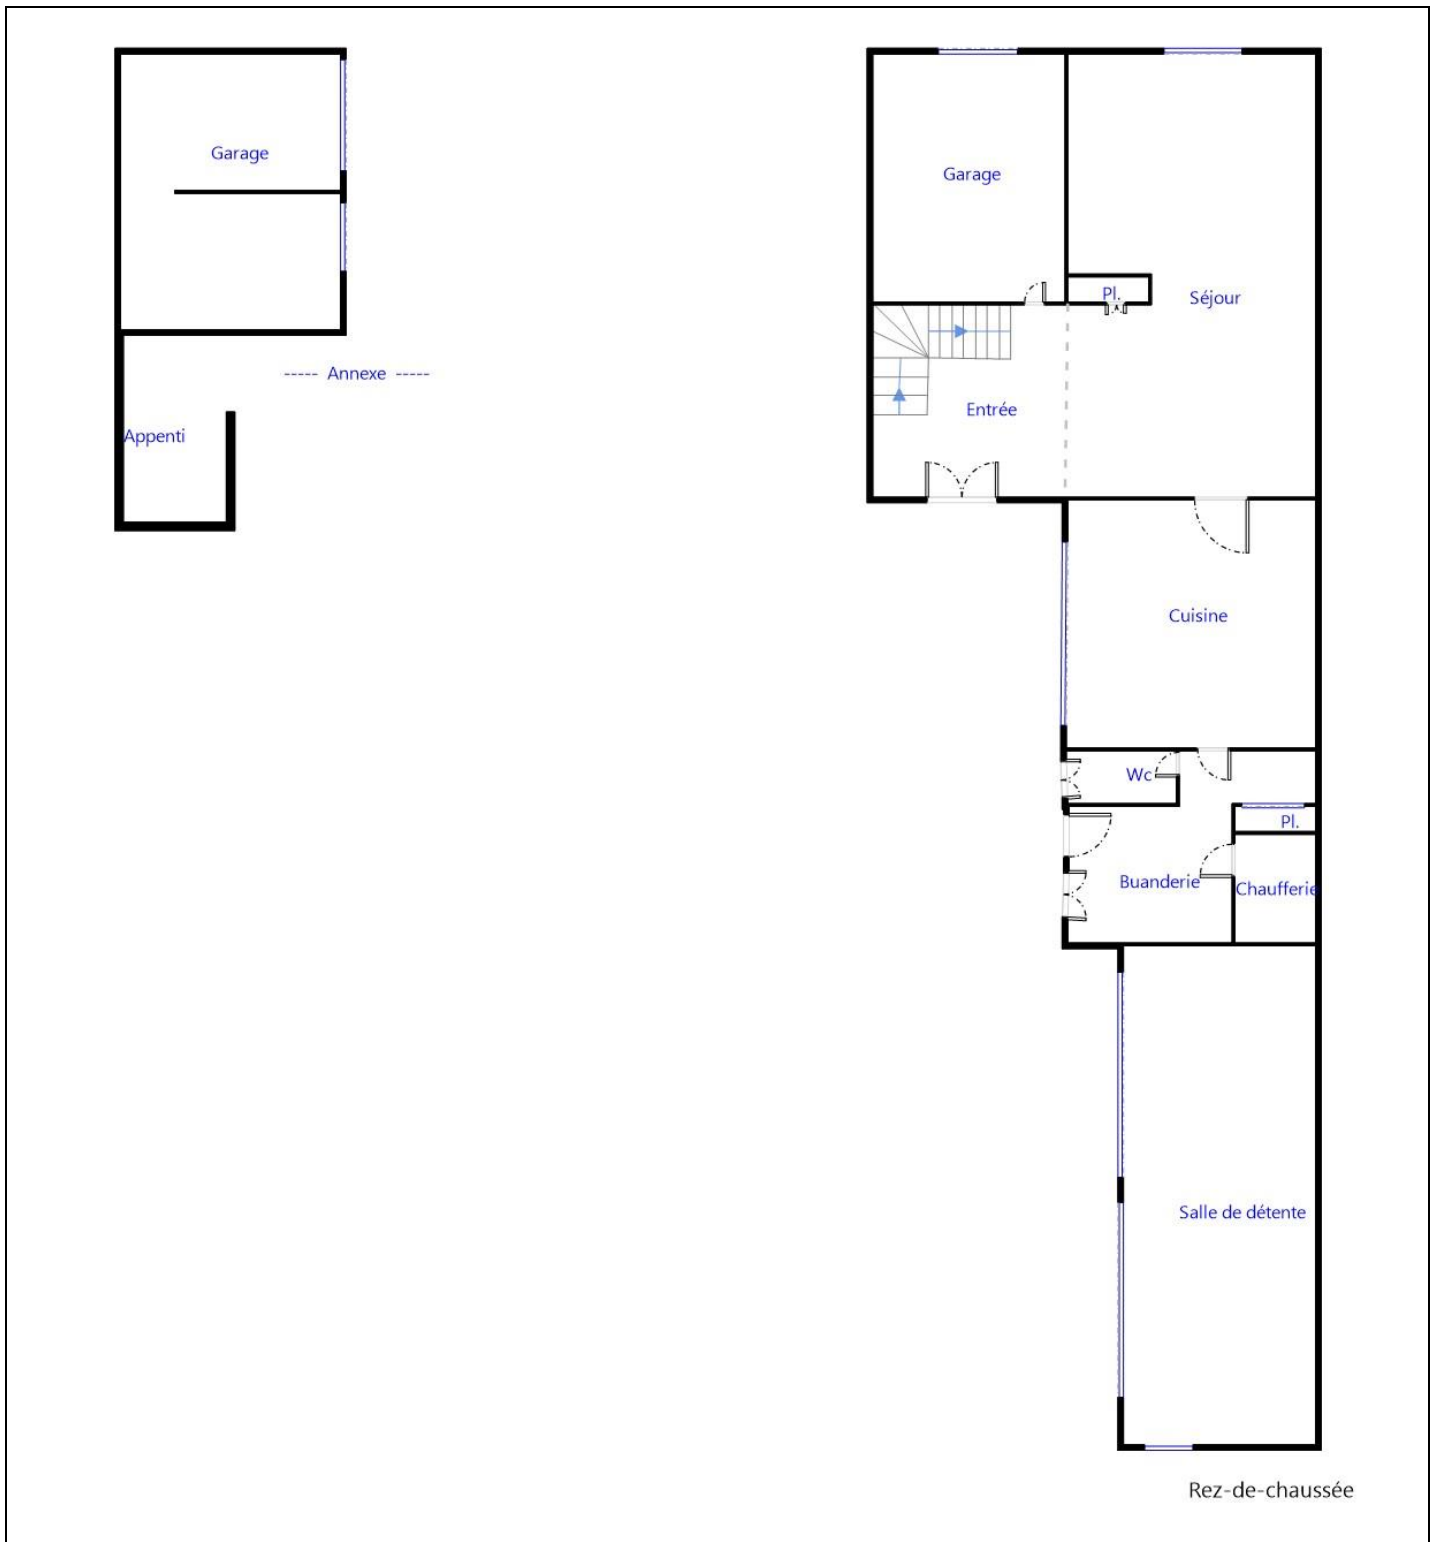 Garage
Garage
Pl.
Séjour
----- Annexe -----
Entrée
Appenti
Cuisine
Wc
Pl.
Buanderie
Chaufferie
Salle de détente
Rez-de-chaussée